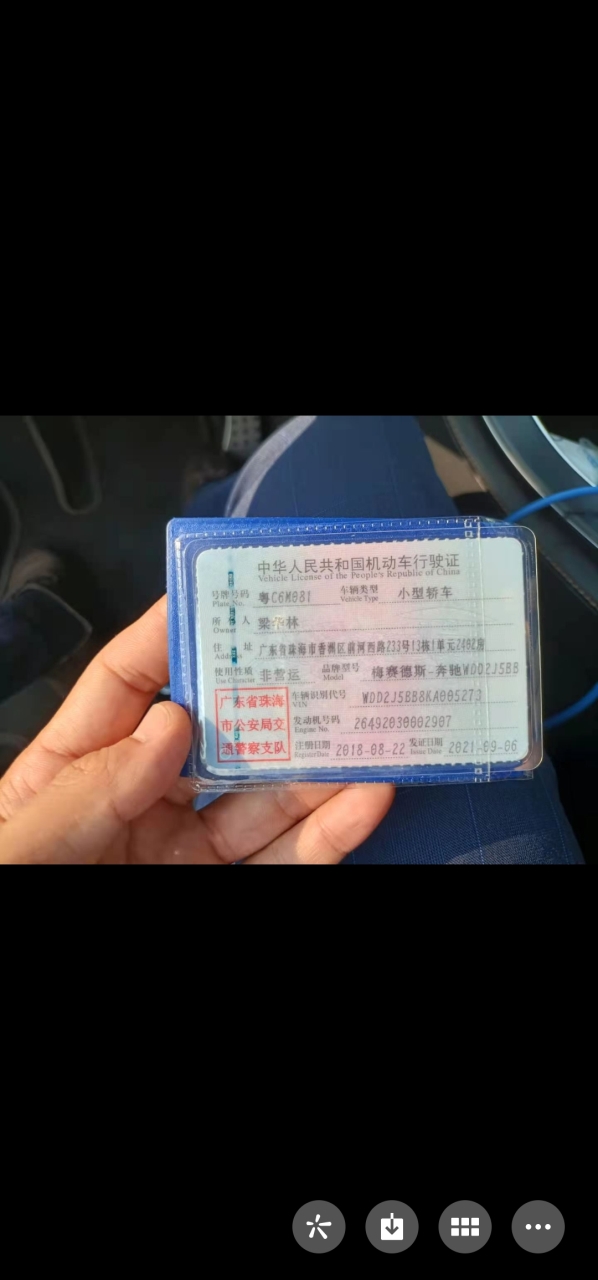 中华人民共和国机动车行驶证
Vehicle License of the People's Republic of China
号牌号码 粤C6M981 车辆类型 小型轿车
Plate No. Vehicle Type
所 人 梁华林
Owner
住 址 广东省珠海市香洲区前河西路233号13栋1单元2402房
Address
使用性质 非营运 品牌型号 梅赛德斯-奔驰WDD2J5BB
Use Character Model
广东省珠海
市公安局交
通警察支队
车辆识别代号 WDD2J5BB8KA005273
VIN
发动机号码 26492030002907
Engine No.
注册日期 2018-08-22 发证日期 2021-09-06
Register Date Issue Date